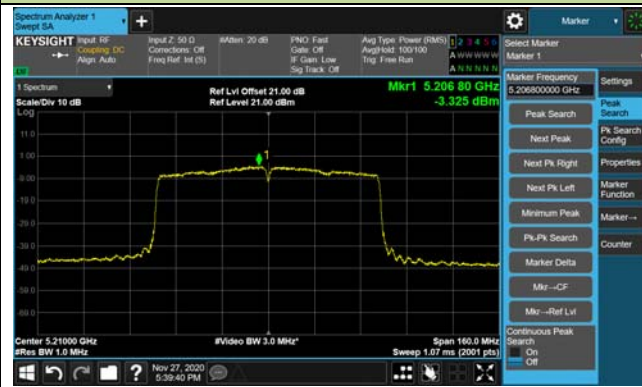 Spectrum Analyzer 1
Swept SA
Marker
KEYSIGHT
Input: RF
Coupling: DC
Align: Auto
Input Z: 50 Ω
Corrections: Off
Freq Ref: Int (S)
#Atten: 20 dB
PNO: Fast
Gate: Off
IF Gain: Low
Sig Track: Off
Avg Type: Power (RMS)
Avg|Hold: 100/100
Trig: Free Run
1 2 3 4 5 6
A W W W W W
A N N N N N
Select Marker
Marker 1
1 Spectrum
Scale/Div 10 dB
Log
Ref Lvl Offset 21.00 dB
Ref Level 21.00 dBm
Mkr1 5.206 80 GHz
-3.325 dBm
11.0
1.00
-9.00
-19.0
-29.0
-39.0
-49.0
-59.0
-69.0
1
Center 5.21000 GHz
#Res BW 1.0 MHz
#Video BW 3.0 MHz*
Span 160.0 MHz
Sweep 1.07 ms (2001 pts)
Marker Frequency
5.206800000 GHz
Peak Search
Next Peak
Next Pk Right
Next Pk Left
Minimum Peak
Pk-Pk Search
Marker Delta
Mkr→CF
Mkr→Ref Lvl
Continuous Peak
Search
On
Off
Settings
Peak
Search
Pk Search
Config
Properties
Marker
Function
Marker→
Counter
Nov 27, 2020
5:39:40 PM